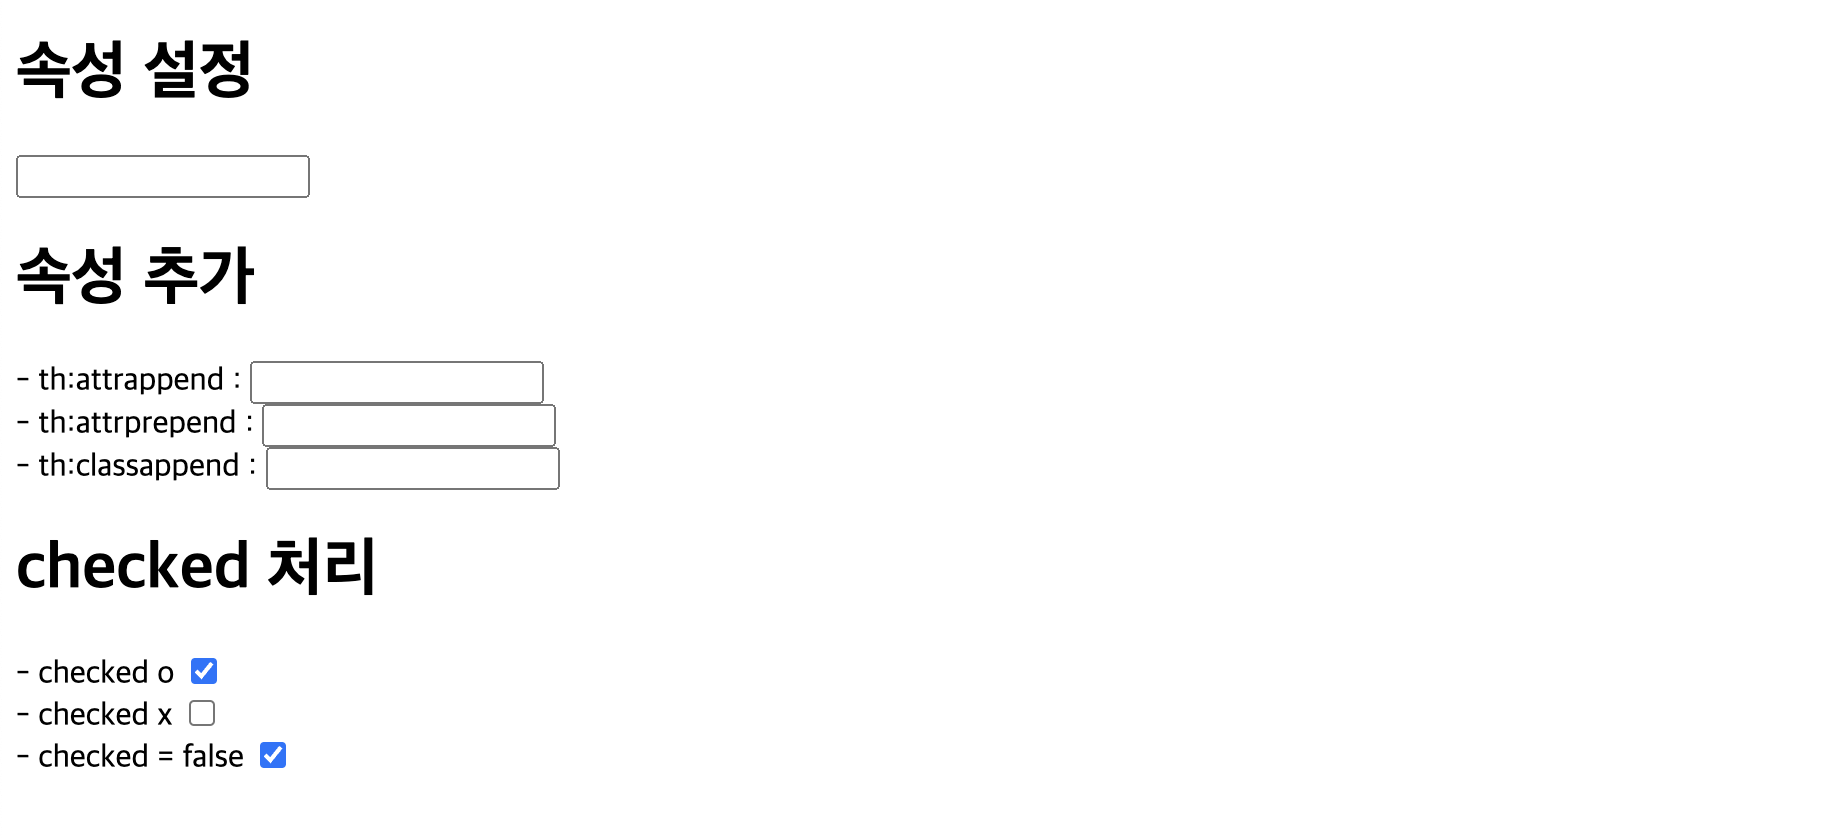 속성 설정
속성 추가
- th:attrappend :
- th:attrprepend :
- th:classappend :
checked 처리
- checked o
- checked x
- checked = false